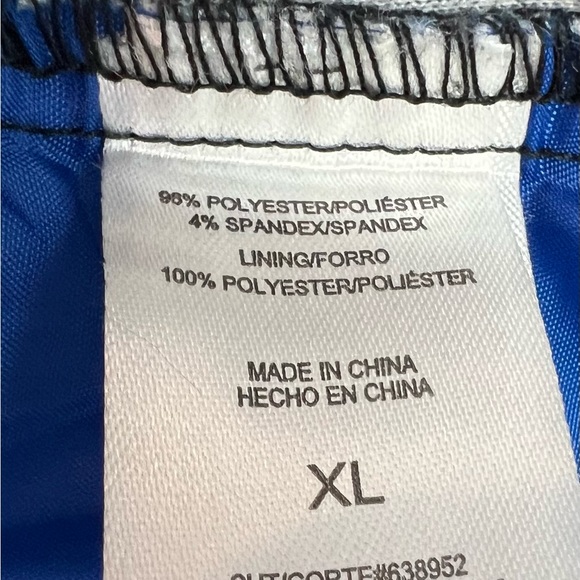 96% POLYESTER/POLIÉSTER
4% SPANDEX/SPANDEX
LINING/FORRO
100% POLYESTER/POLIÉSTER
MADE IN CHINA
HECHO EN CHINA
XL
CUT/CORTE#638952